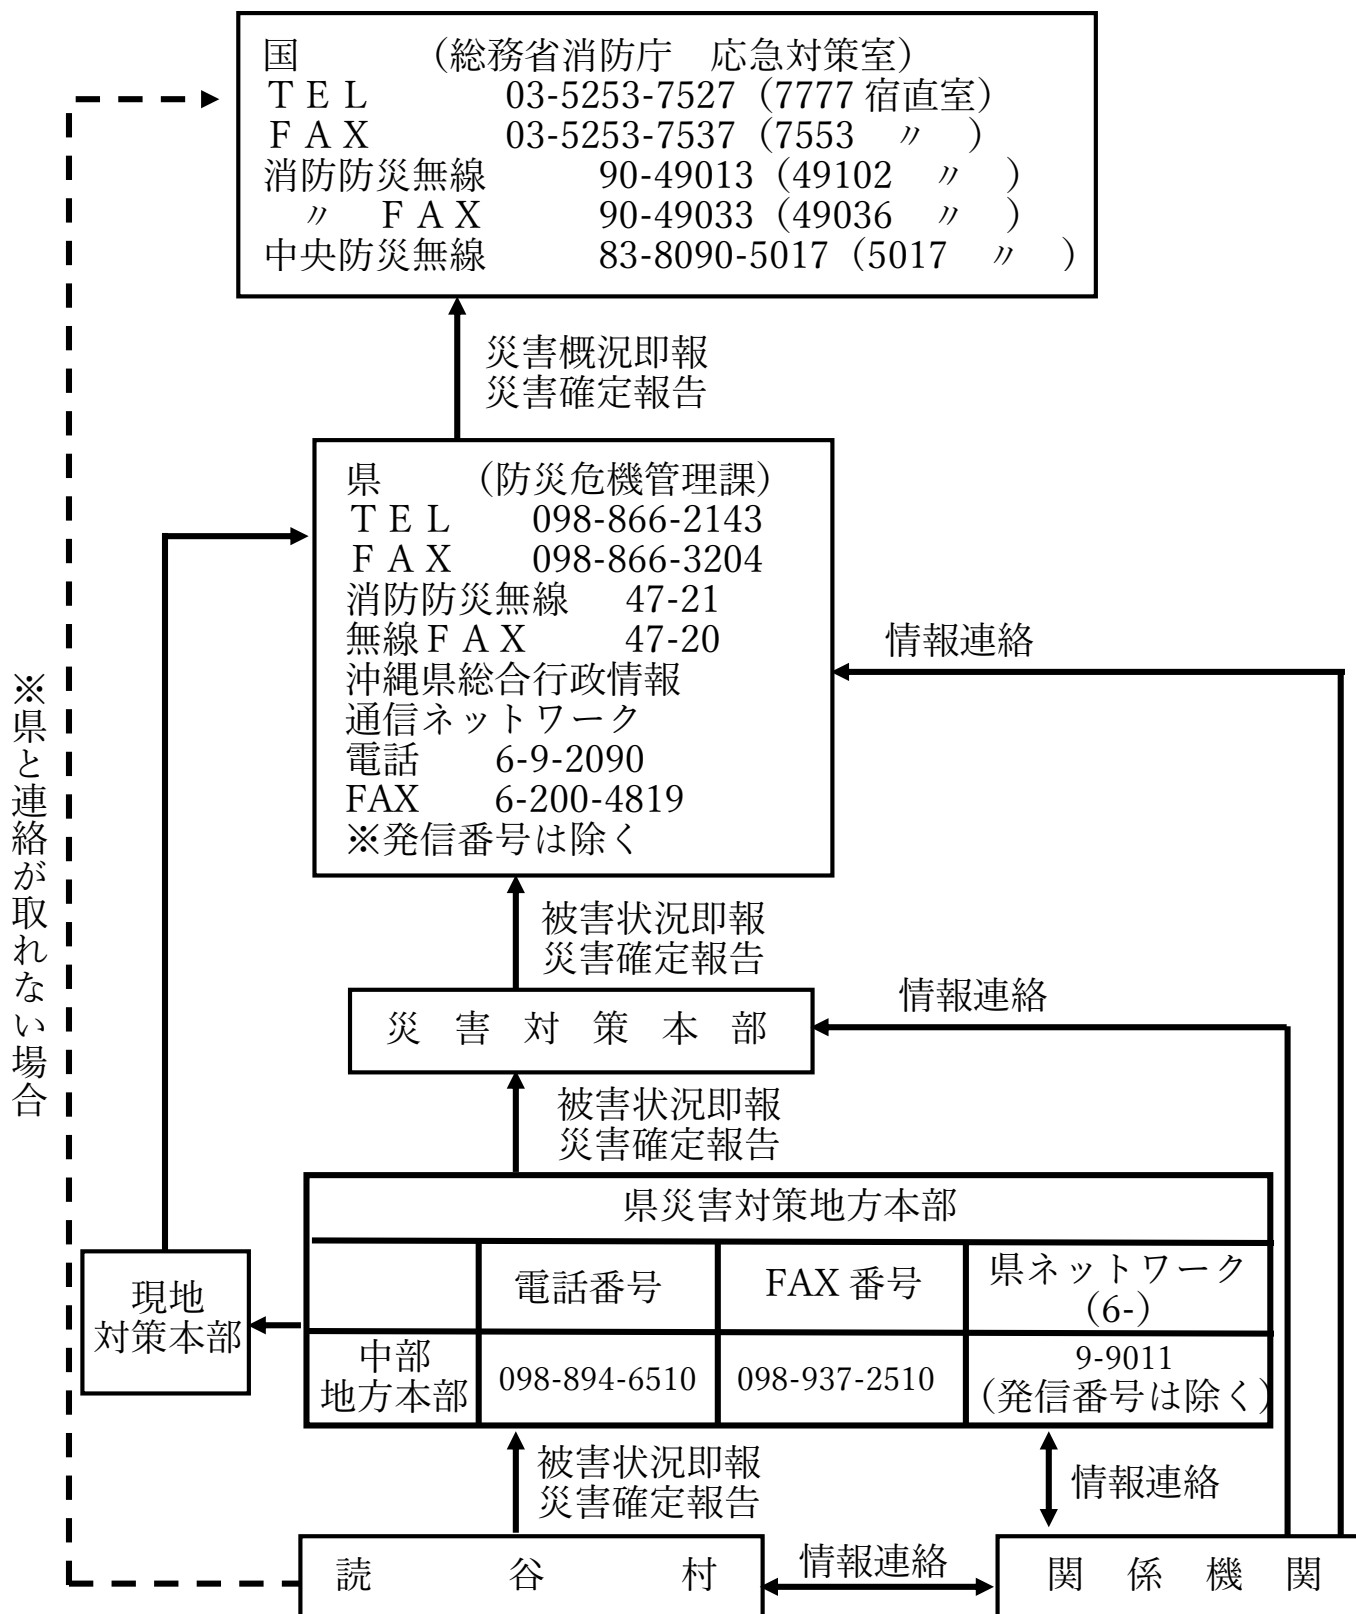 国　　　（総務省消防庁　応急対策室）
ＴＥＬ　　　03-5253-7527（7777 宿直室）
ＦＡＸ　　　03-5253-7537（7553　〃　）
消防防災無線　　　90-49013（49102　〃　）
〃　ＦＡＸ　　　90-49033（49036　〃　）
中央防災無線　　　83-8090-5017（5017　〃　）
災害概況即報
災害確定報告
県　　（防災危機管理課）
ＴＥＬ　　098-866-2143
ＦＡＸ　　098-866-3204
消防防災無線　47-21
無線ＦＡＸ　　47-20
沖縄県総合行政情報
通信ネットワーク
電話　　6-9-2090
FAX　　6-200-4819
※発信番号は除く
情報連絡
※県と連絡が取れない場合
被害状況即報
災害確定報告
災　害　対　策　本　部
情報連絡
被害状況即報
災害確定報告
県災害対策地方本部
電話番号
FAX 番号
県ネットワーク
（6-）
中部
地方本部
098-894-6510
098-937-2510
9-9011
（発信番号は除く）
現地
対策本部
被害状況即報
災害確定報告
情報連絡
読　谷　村
情報連絡
関　係　機　関